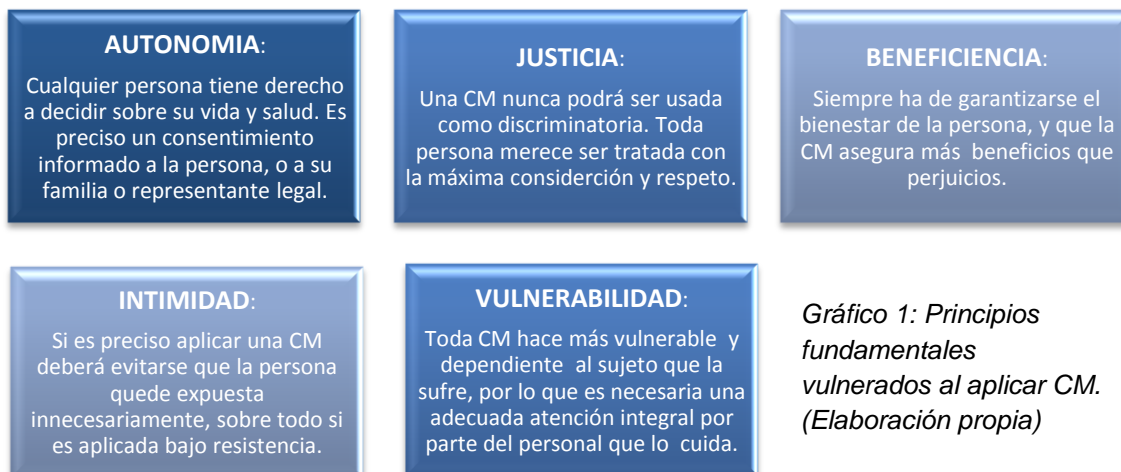 AUTONOMIA:
Cualquier persona tiene derecho
a decidir sobre su vida y salud. Es
preciso un consentimiento
informado a la persona, o a su
familia o representante legal.
JUSTICIA:
Una CM nunca podrá ser usada
como discriminatoria. Toda
persona merece ser tratada con
la máxima considerción y respeto.
BENEFICIENCIA:
Siempre ha de garantizarse el
bienestar de la persona, y que la
CM asegura más beneficios que
perjuicios.
INTIMIDAD:
Si es preciso aplicar una CM
deberá evitarse que la persona
quede expuesta
innecesariamente, sobre todo si
es aplicada bajo resistencia.
VULNERABILIDAD:
Toda CM hace más vulnerable y
dependiente al sujeto que la
sufre, por lo que es necesaria una
adecuada atención integral por
parte del personal que lo cuida.
Gráfico 1: Principios
fundamentales
vulnerados al aplicar CM.
(Elaboración propia)